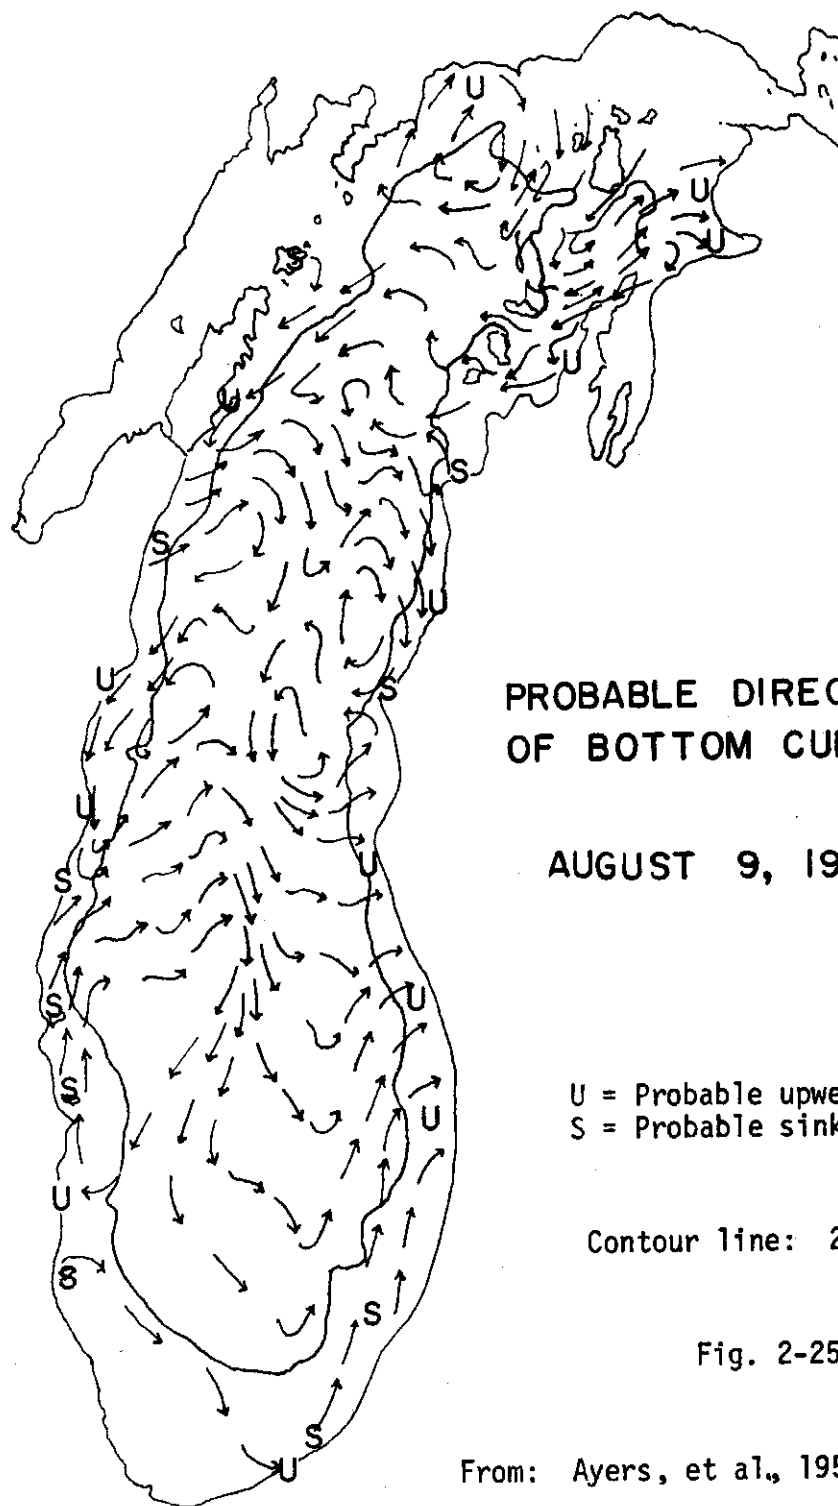 U
U
U
U
U
S
S
U
U
S
PROBABLE DIREC
OF BOTTOM CU
U
U
AUGUST 9, 19
S
U
S
S
U = Probable upwe
U
S = Probable sink
U
Contour line: 2
S
S
Fig. 2-25
S
U
From: Ayers, et al., 195